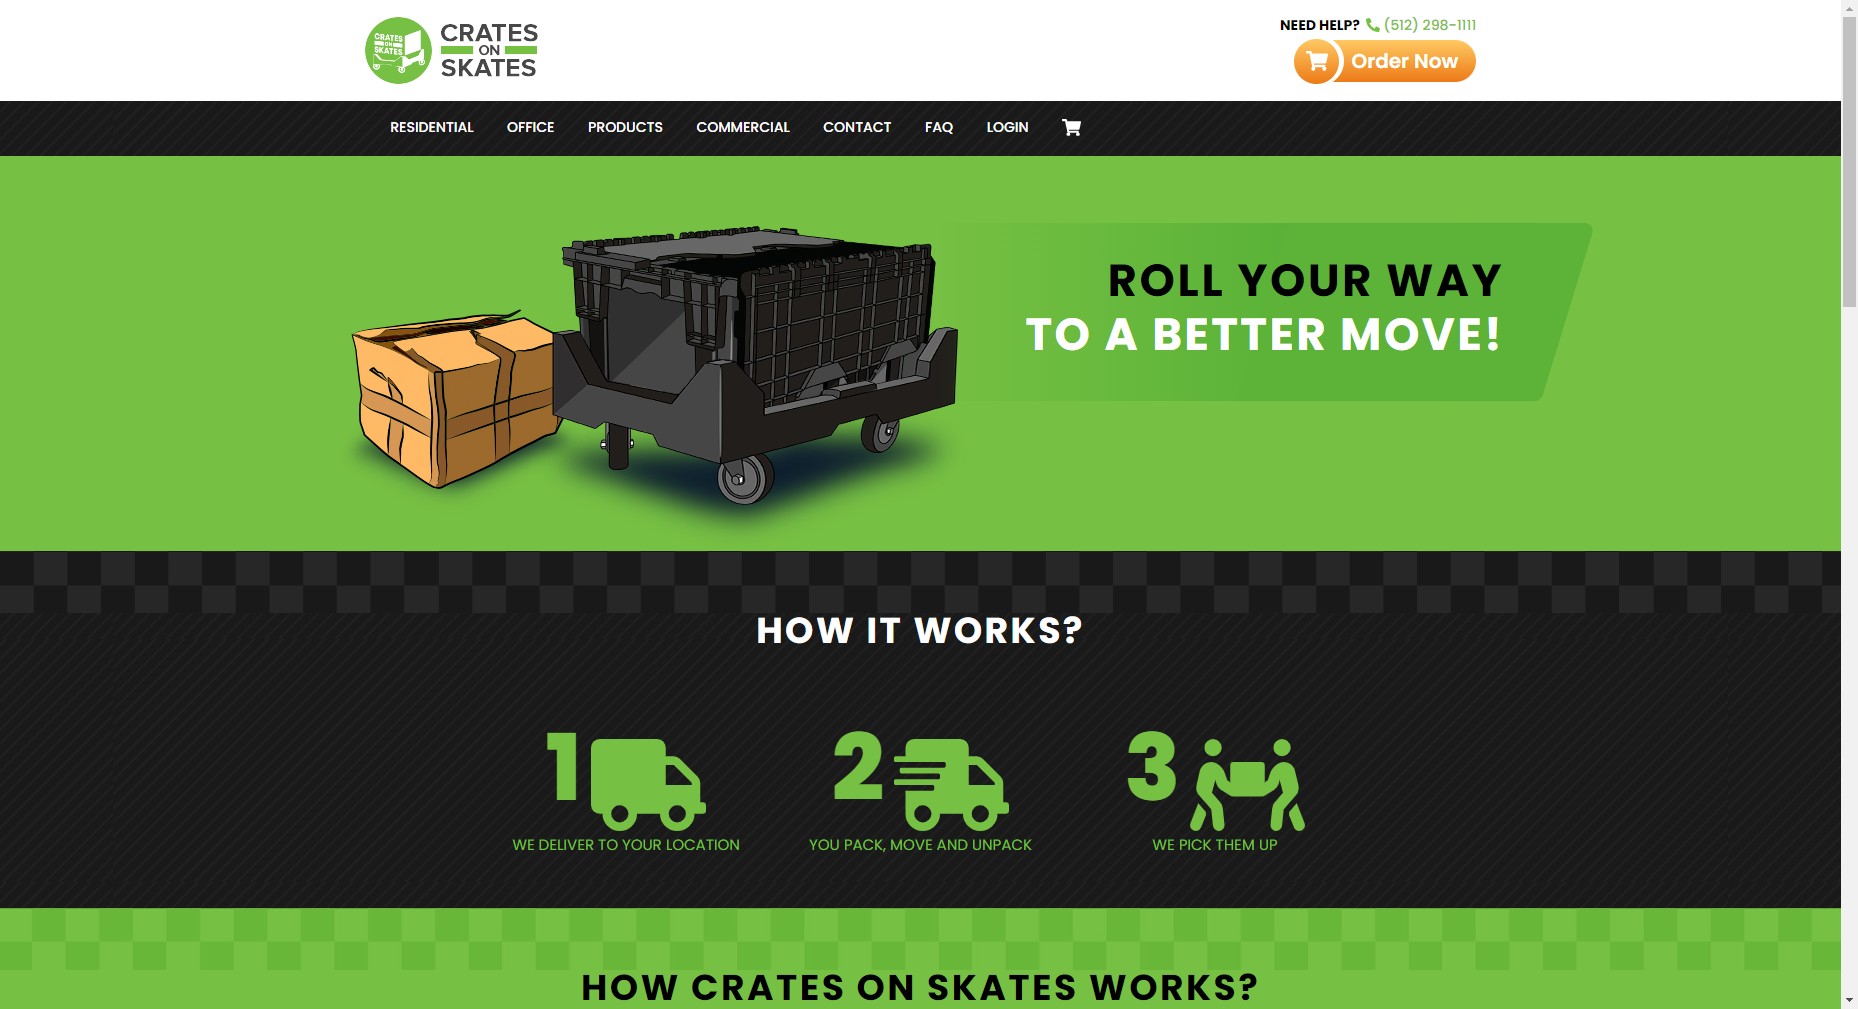 CRATES
ON
SKATES
CRATES
ON
SKATES
NEED HELP? (512) 298-1111
Order Now
RESIDENTIAL OFFICE PRODUCTS COMMERCIAL CONTACT FAQ LOGIN
ROLL YOUR WAY
TO A BETTER MOVE!
HOW IT WORKS?
1 2 3
WE DELIVER TO YOUR LOCATION YOU PACK, MOVE AND UNPACK WE PICK THEM UP
HOW CRATES ON SKATES WORKS?